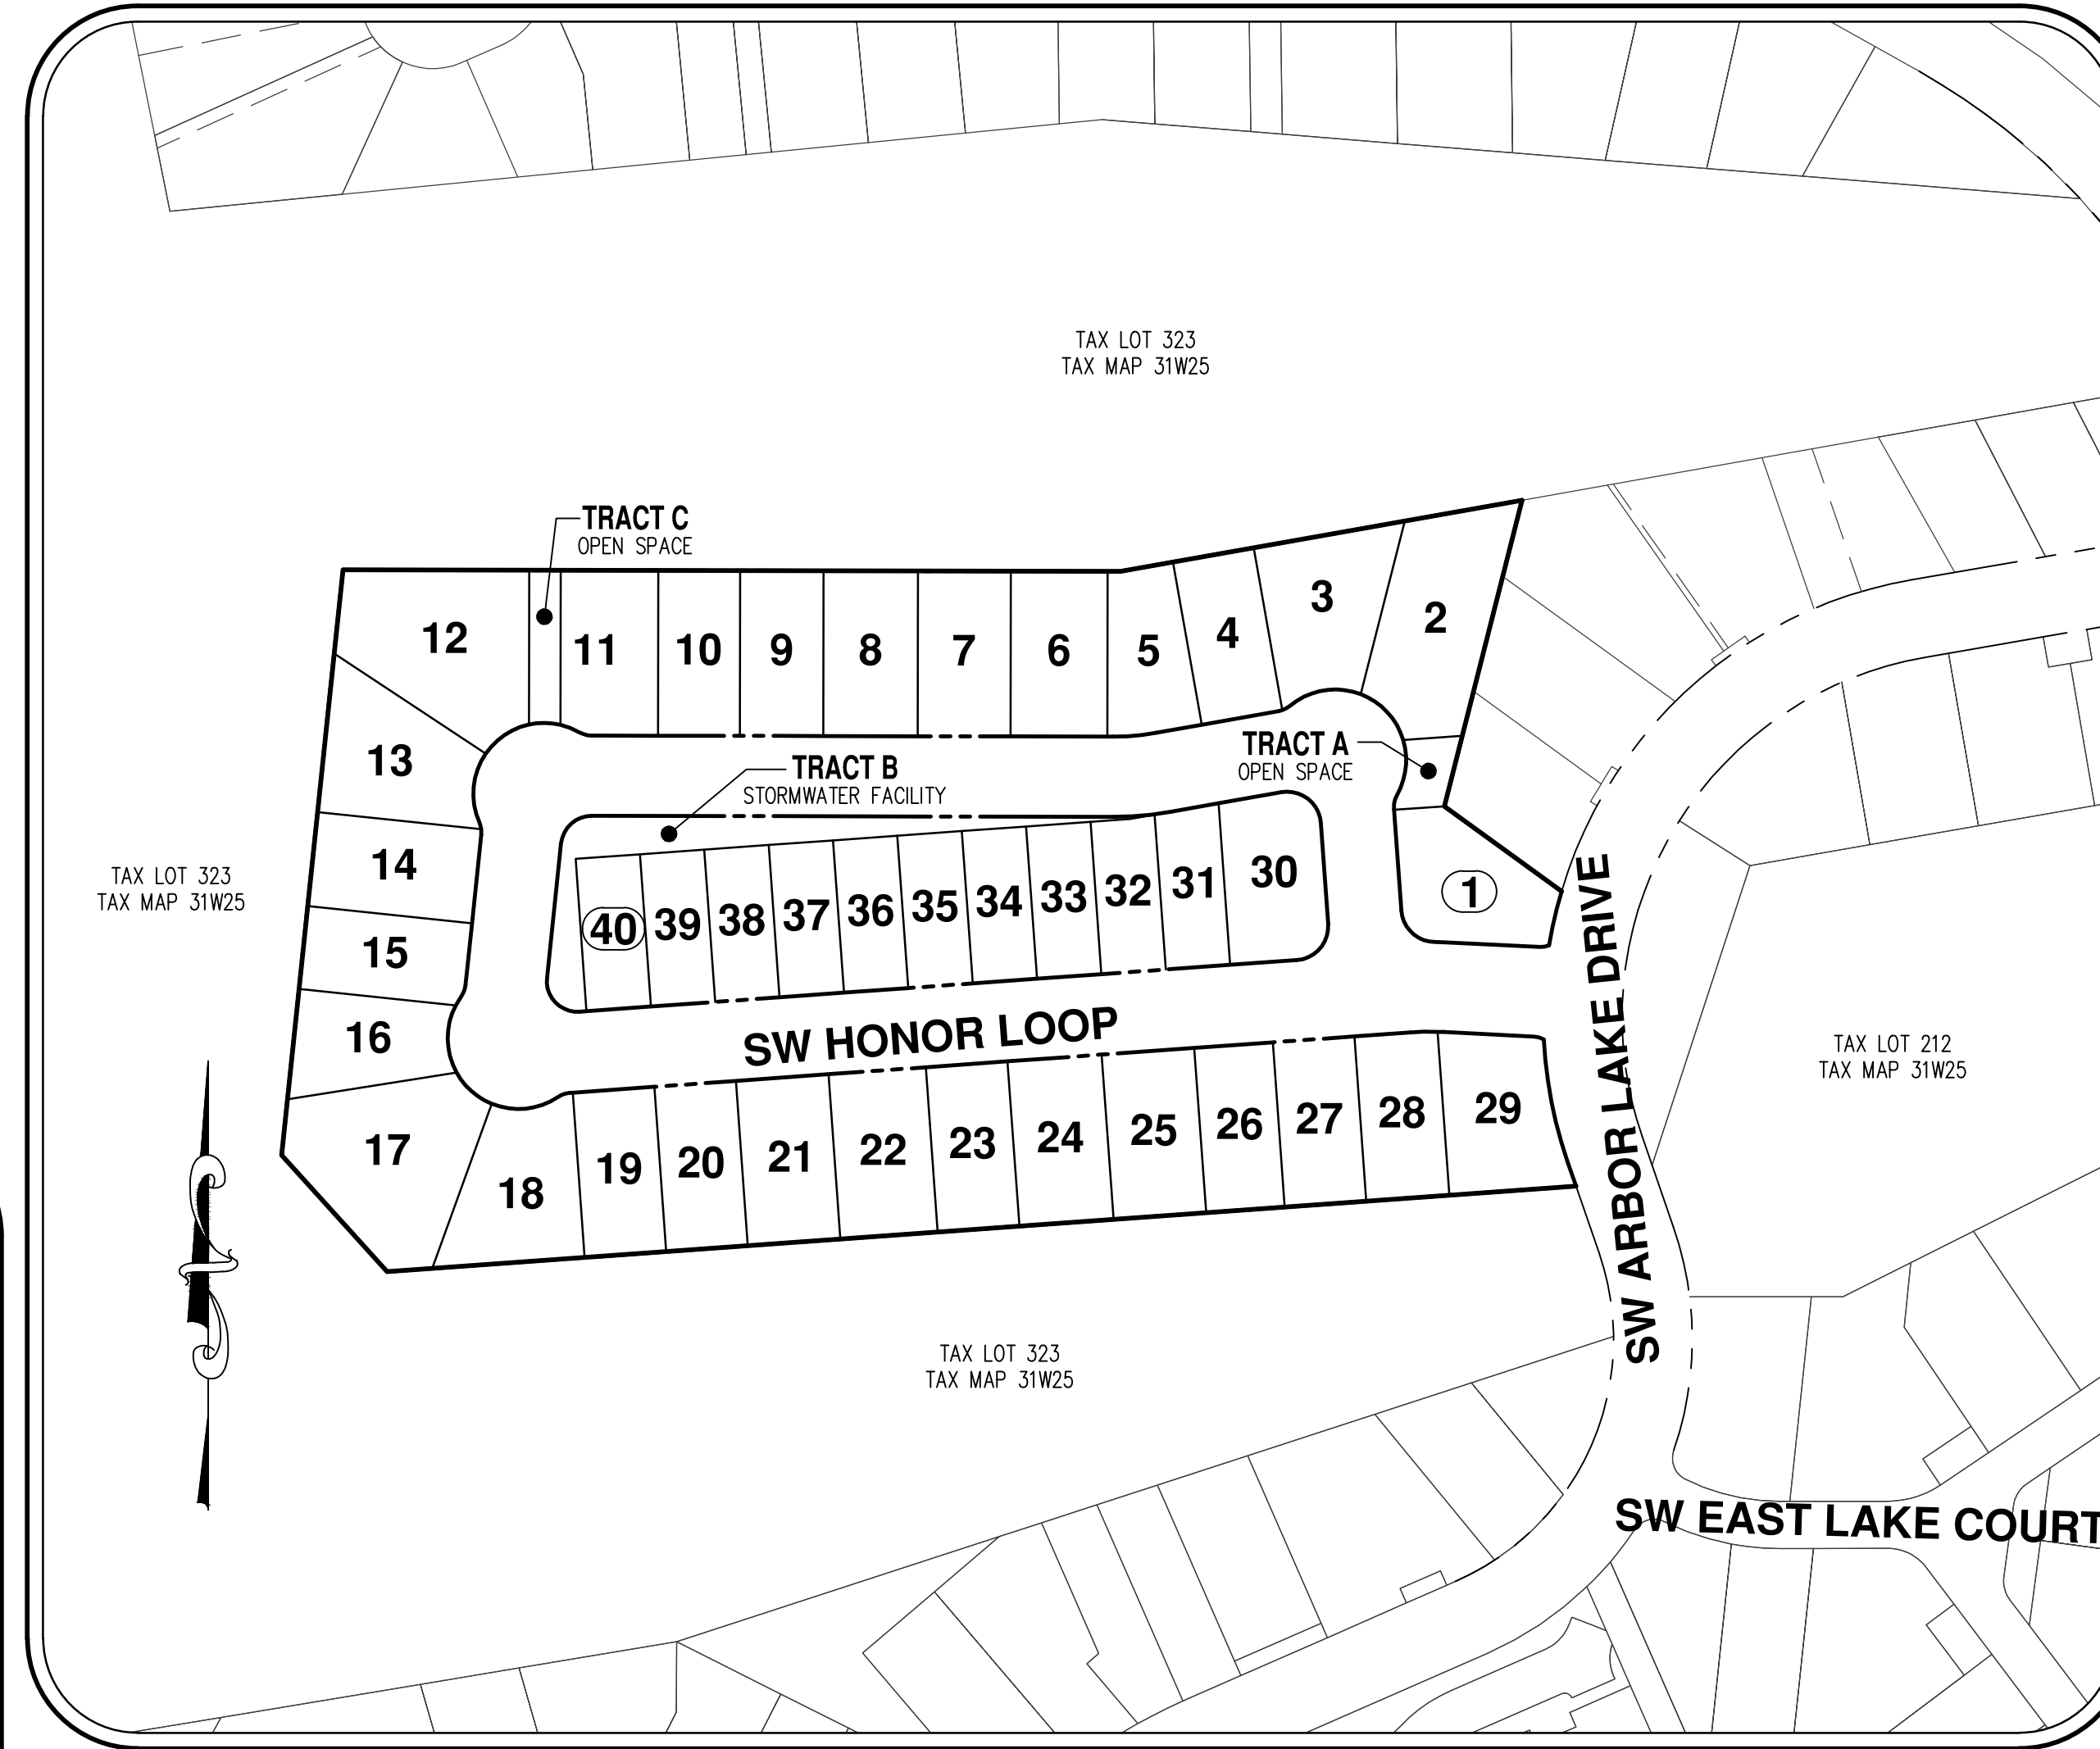 TAX LOT 323
TAX MAP 31W25
TRACT C
OPEN SPACE
12
11
10
9
8
7
6
5
4
3
2
13
TRACT A
OPEN SPACE
TRACT B
STORMWATER FACILITY
14
TAX LOT 323
TAX MAP 31W25
15
40
39
38
37
36
35
34
33
32
31
30
1
SW ARBOR LAKE DRIVE
16
SW HONOR LOOP
TAX LOT 212
TAX MAP 31W25
17
18
19
20
21
22
23
24
25
26
27
28
29
TAX LOT 323
TAX MAP 31W25
SW EAST LAKE COURT